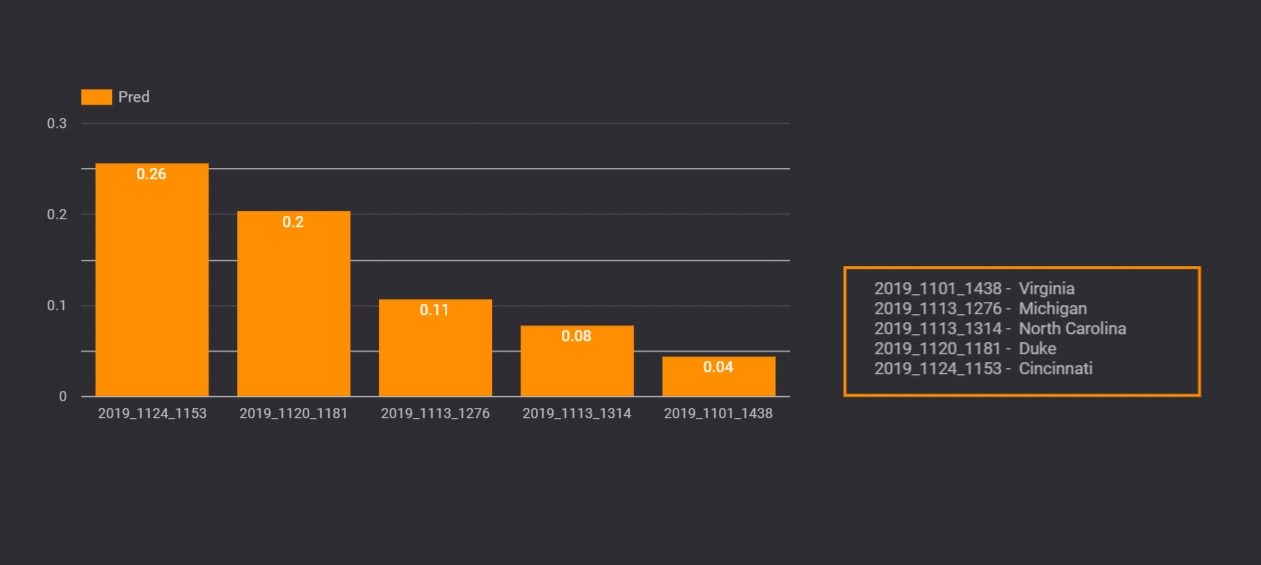 Pred
0.3
0.2
0.1
0
0.26
0.2
0.11
0.08
0.04
2019_1124_1153
2019_1120_1181
2019_1113_1276
2019_1113_1314
2019_1101_1438
2019_1101_1438 - Virginia
2019_1113_1276 - Michigan
2019_1113_1314 - North Carolina
2019_1120_1181 - Duke
2019_1124_1153 - Cincinnati